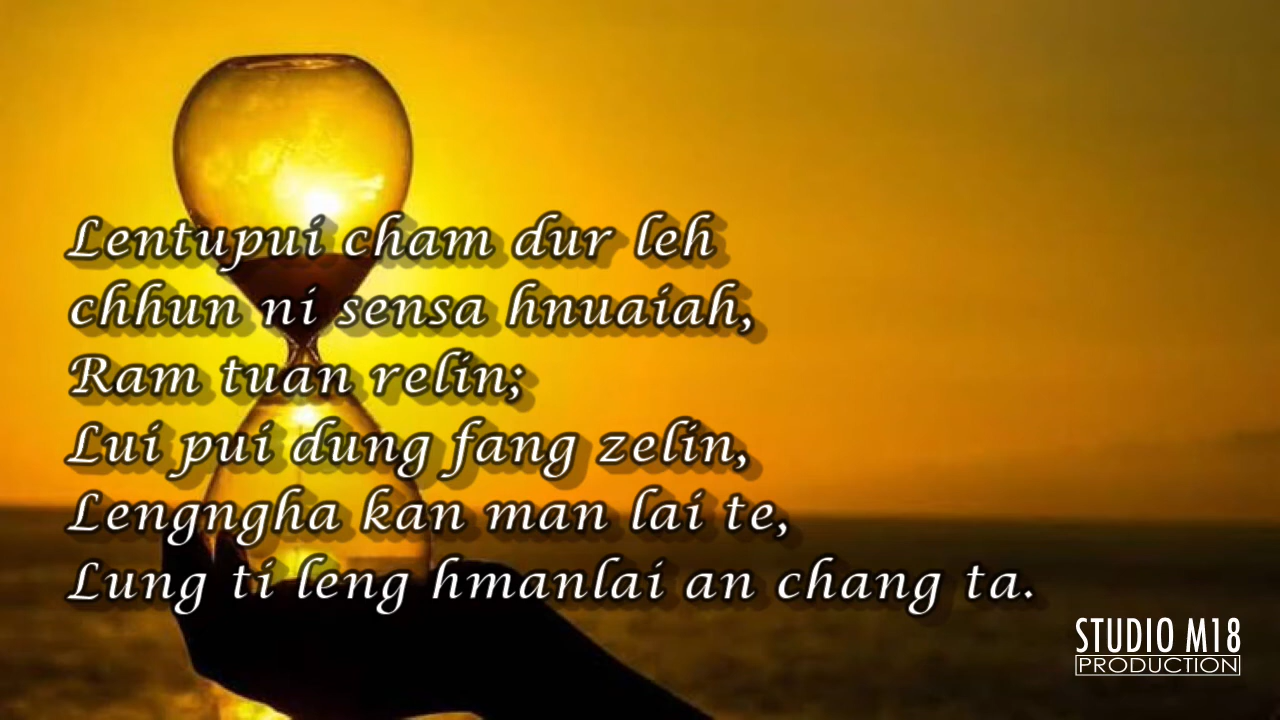 Lentupui cham dur leh
chhun ni sensa hnuaiah,
Ram tuan relin;
Lui pui dung fang zelin,
Lengngha kan man lai te,
Lung ti leng hmanlai an chang ta.
STUDIO M18
PRODUCTION